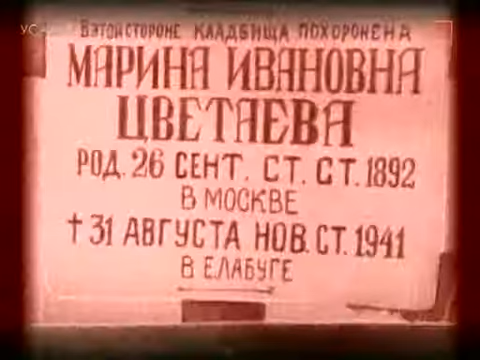 В этой стороне кладбища похоронена
МАРИНА ИВАНОВНА
ЦВЕТАЕВА
РОД. 26 СЕНТ. СТ. СТ. 1892
В МОСКВЕ
† 31 АВГУСТА НОВ. СТ. 1941
В ЕЛАБУГЕ